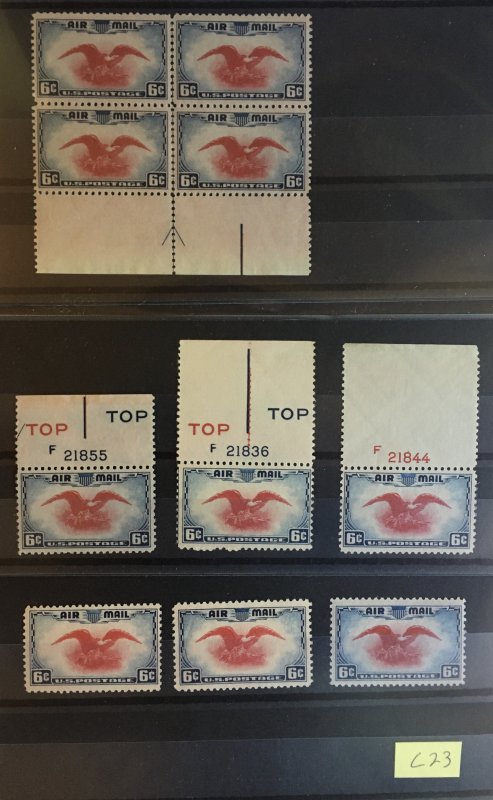 AIR MAIL AIR MAIL
6¢ U.S. POSTAGE 6¢ 6¢ U.S. POSTAGE 6¢
AIR MAIL AIR MAIL
6¢ U.S. POSTAGE 6¢ 6¢ U.S. POSTAGE 6¢
TOP TOP
F 21855
AIR MAIL
6¢ U.S. POSTAGE 6¢
TOP TOP
F 21836
AIR MAIL
6¢ U.S. POSTAGE 6¢
F
21844
AIR MAIL
6¢ U.S. POSTAGE 6¢
AIR MAIL
6¢ U.S. POSTAGE 6¢
AIR MAIL
6¢ U.S. POSTAGE 6¢
AIR MAIL
6¢ U.S. POSTAGE 6¢
C23